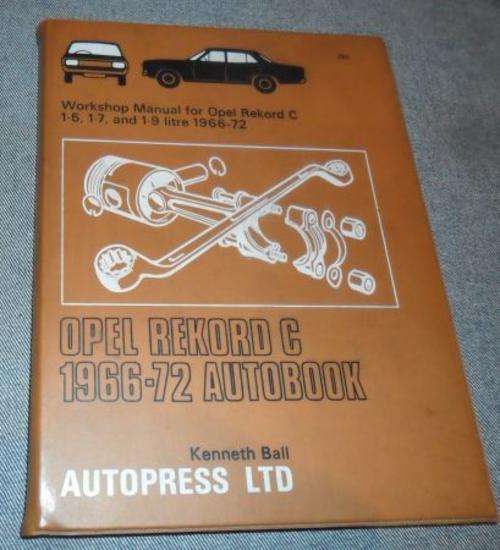 Workshop Manual for Opel Rekord C
1·5, 1·7, and 1·9 litre 1966-72
OPEL REKORD C
1966-72 AUTOBOOK
Kenneth Ball
AUTOPRESS LTD